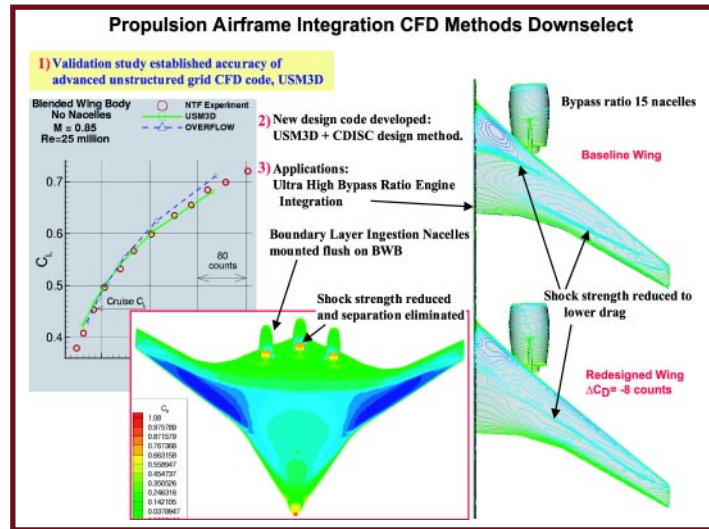 Propulsion Airframe Integration CFD Methods Downselect
1) Validation study established accuracy of
advanced unstructured grid CFD code, USM3D
Blended Wing Body
No Nacelles
M = 0.85
Re=25 million
NTF Experiment
USM3D
OVERFLOW
0.7
0.6
0.5
0.4
CL
80
counts
Cruise CL
2) New design code developed:
USM3D + CDISC design method.
3) Applications:
Ultra High Bypass Ratio Engine
Integration
Boundary Layer Ingestion Nacelles
mounted flush on BWB
Shock strength reduced
and separation eliminated
Bypass ratio 15 nacelles
Baseline Wing
Shock strength reduced to
lower drag
Redesigned Wing
ΔCD= -8 counts
1.08
0.975789
0.871579
0.767368
0.663158
0.558947
0.454737
0.350526
0.246316
0.142105
0.0378947